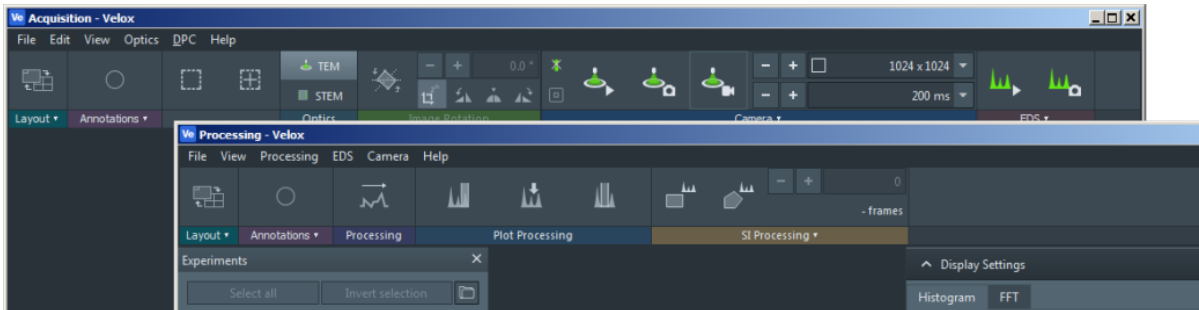 Ve Acquisition - Velox
File Edit View Optics DPC Help
TEM
- + 0.0 °
- + 1024 x 1024
STEM
- + 200 ms
Layout Annotations Optics Image Rotation Camera EDS
Ve Processing - Velox
File View Processing EDS Camera Help
- + 0
- frames
Layout Annotations Processing Plot Processing SI Processing
Experiments
Display Settings
Select all Invert selection
Histogram FFT